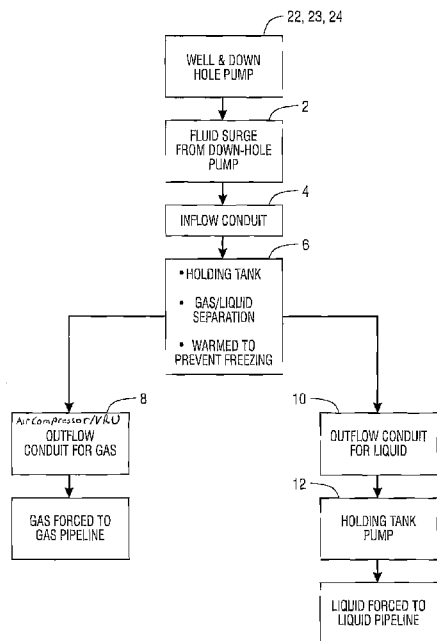 22, 23, 24
WELL & DOWN
HOLE PUMP
2
FLUID SURGE
FROM DOWN-HOLE
PUMP
4
INFLOW CONDUIT
6
• HOLDING TANK
• GAS/LIQUID
SEPARATION
• WARMED TO
PREVENT FREEZING
8
Air Compressor/VRU
OUTFLOW
CONDUIT FOR GAS
GAS FORCED TO
GAS PIPELINE
10
OUTFLOW CONDUIT
FOR LIQUID
12
HOLDING TANK
PUMP
LIQUID FORCED TO
LIQUID PIPELINE